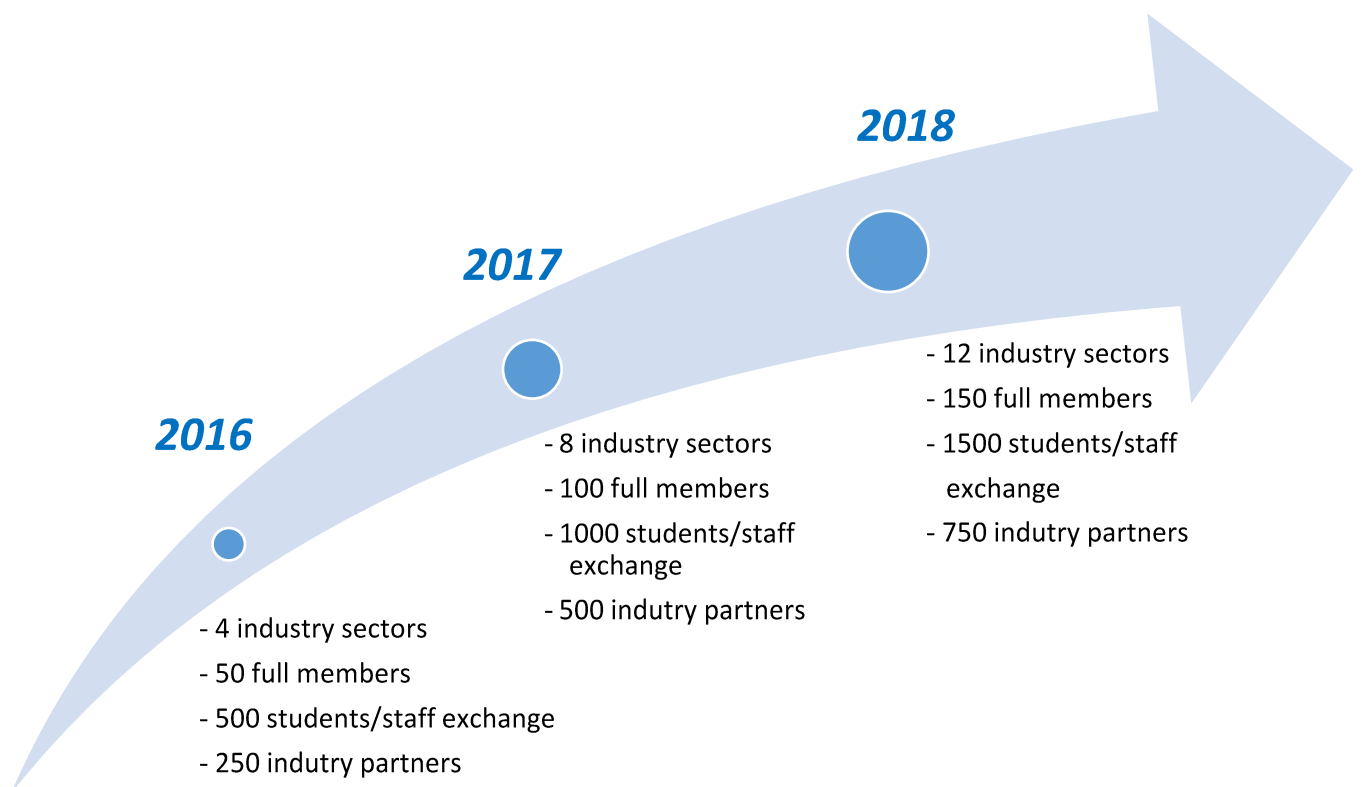 2016
- 4 industry sectors
- 50 full members
- 500 students/staff exchange
- 250 indutry partners
2017
- 8 industry sectors
- 100 full members
- 1000 students/staff
exchange
- 500 indutry partners
2018
- 12 industry sectors
- 150 full members
- 1500 students/staff
exchange
- 750 indutry partners